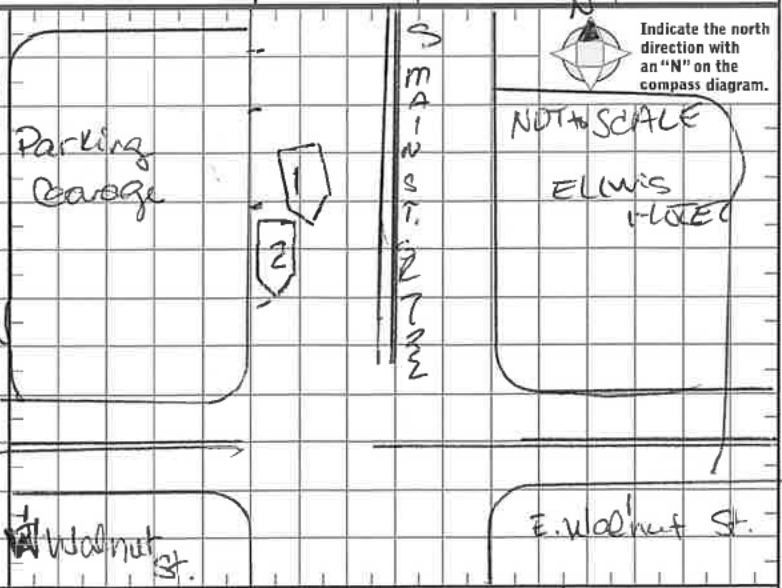 N
Indicate the north
direction with
an "N" on the
compass diagram.
S MAIN ST.
NOT to SCALE
Parking
Garage
1
2
HOTEL
Walnut
St.
E. Walnut St.